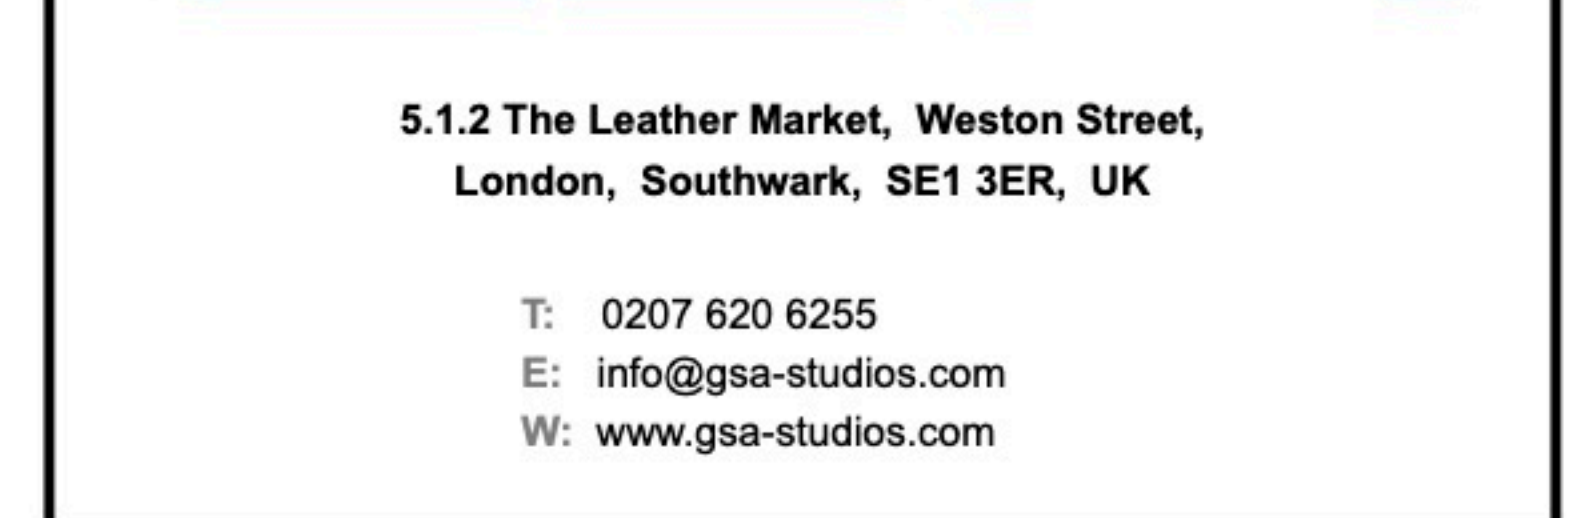 5.1.2 The Leather Market, Weston Street,
London, Southwark, SE1 3ER, UK
T: 0207 620 6255
E: info@gsa-studios.com
W: www.gsa-studios.com